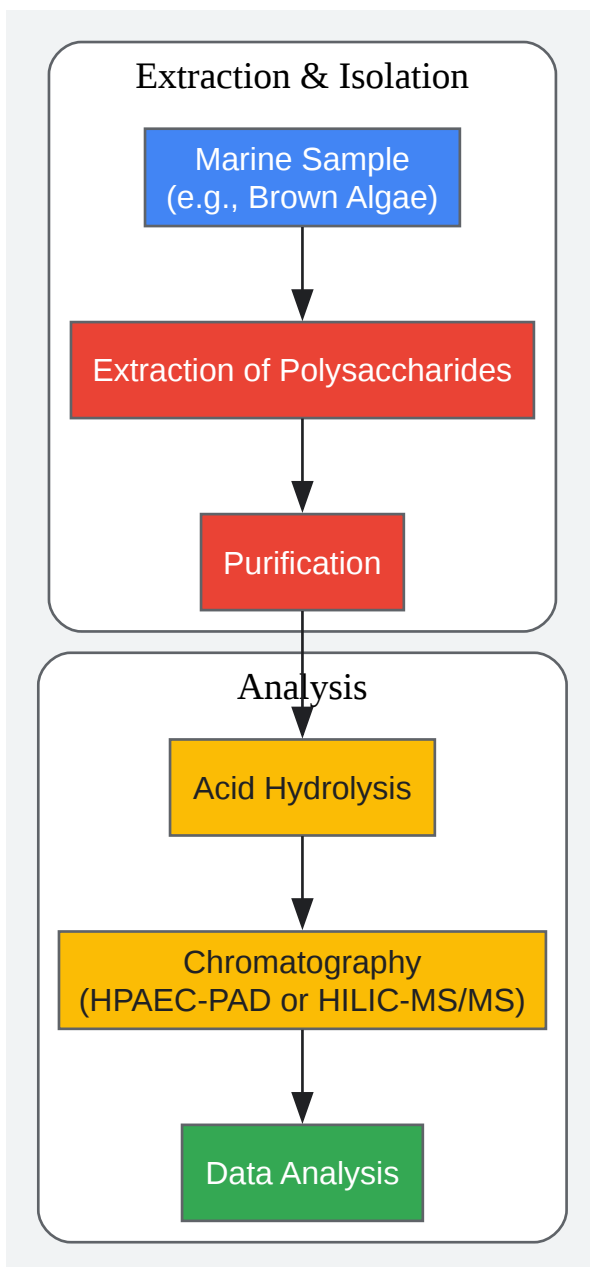 Extraction & Isolation
Marine Sample
(e.g., Brown Algae)
Extraction of Polysaccharides
Purification
Analysis
Acid Hydrolysis
Chromatography
(HPAEC-PAD or HILIC-MS/MS)
Data Analysis